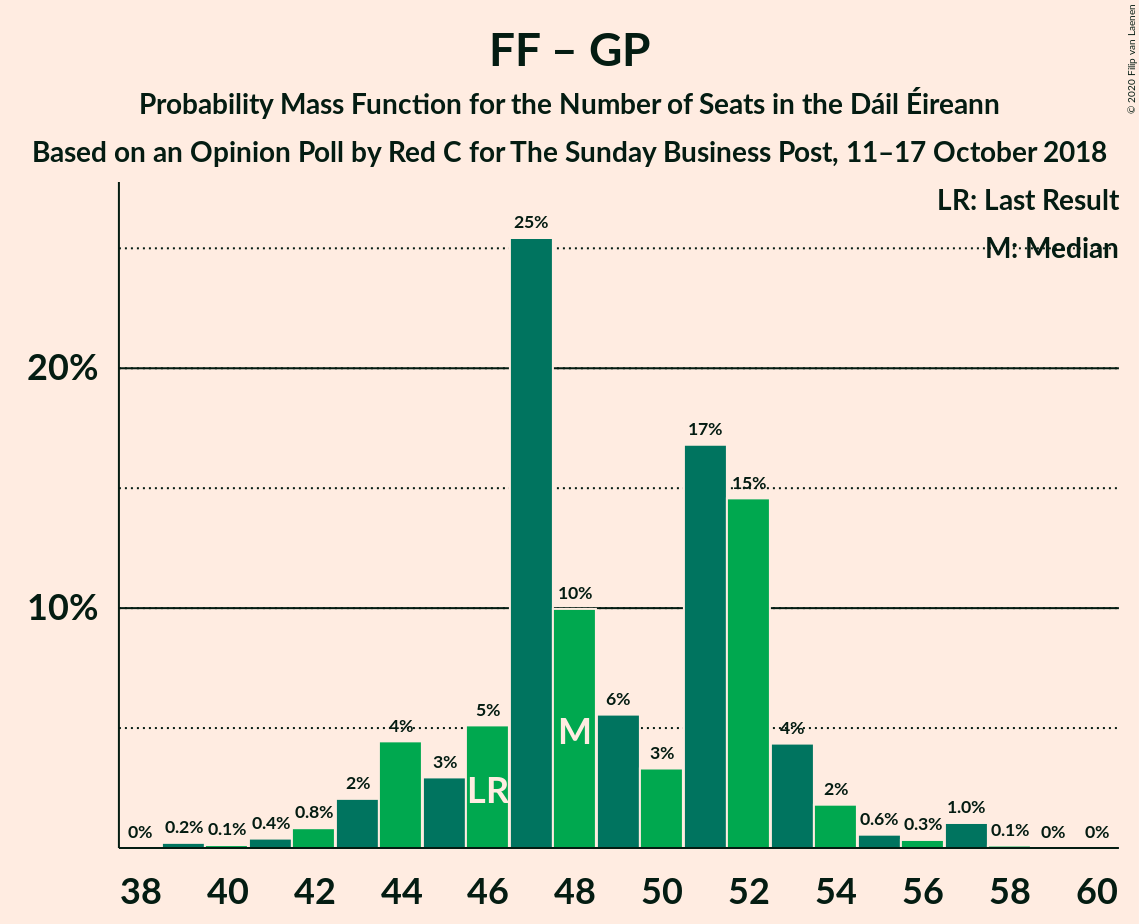 FF – GP
Probability Mass Function for the Number of Seats in the Dáil Éireann
Based on an Opinion Poll by Red C for The Sunday Business Post, 11–17 October 2018
© 2020 Filip van Laenen
LR: Last Result
M: Median
25%
20%
17%
15%
10%
10%
6%
5%
4%
4%
3%
3%
2%
2%
M
LR
0% 0.2% 0.1% 0.4% 0.8% 0.6% 0.3% 1.0% 0.1% 0% 0%
38 40 42 44 46 48 50 52 54 56 58 60